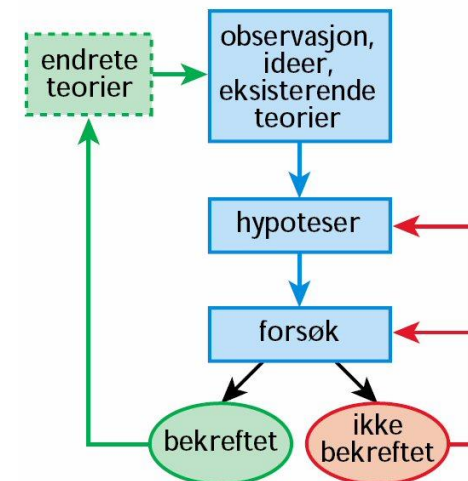 endrete
teorier
observasjon,
ideer,
eksisterende
teorier
hypoteser
forsøk
bekreftet
ikke
bekreftet